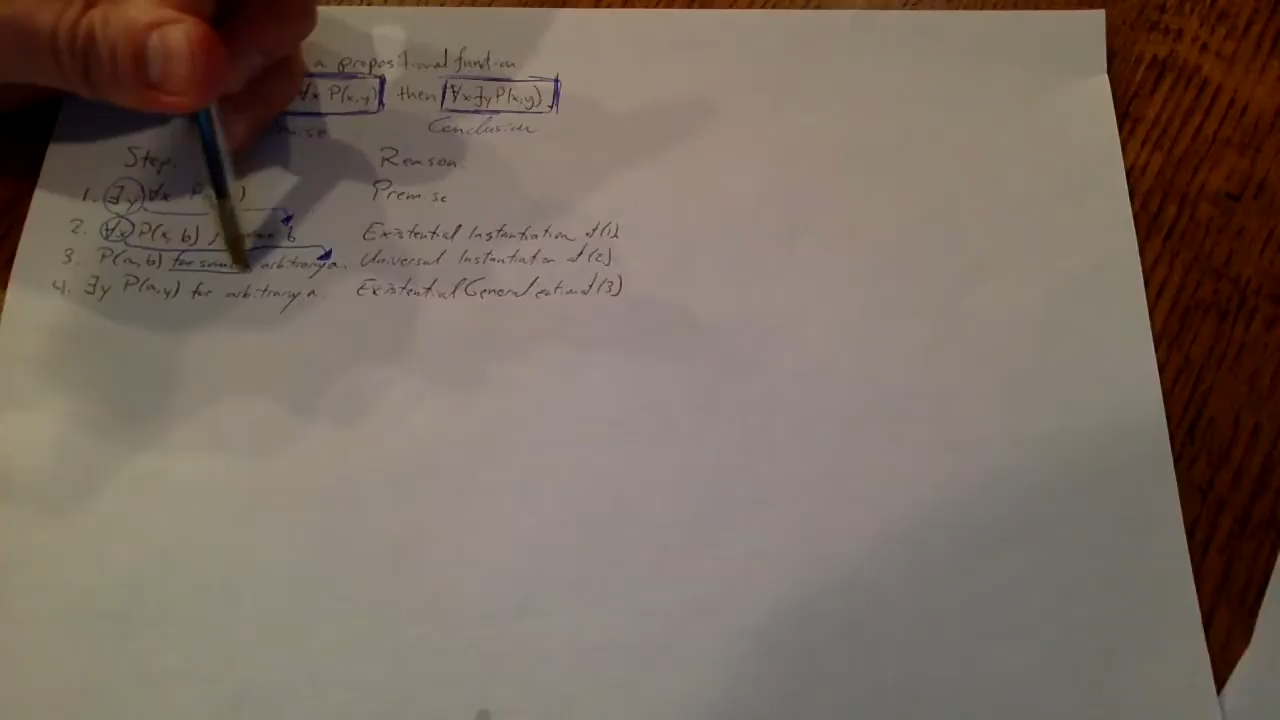 a propositional function
∀x P(x,y) then ∀x∃y P(x,y)
Conclusion
Step. Reason.
1. ∃y ∀x P Premise
2. ∀x P(x, b) b Existential Instantiation of (1)
3. P(a,b) for some arbitrary a. Universal Instantiation of (2)
4. ∃y P(a,y) for arbitrary a. Existential Generalization of (3)